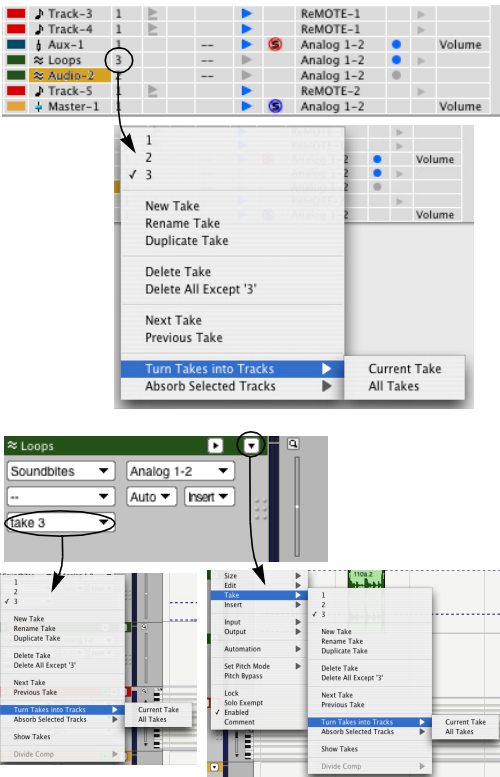 Track-3 1 ReMOTE-1
Track-4 1 ReMOTE-1
Aux-1 1 -- S Analog 1-2 Volume
Loops 3 -- Analog 1-2
Audio-2 -- Analog 1-2
Track-5 1 ReMOTE-2
Master-1 1 S Analog 1-2 Volume
1
2 Volume
✓ 3
New Take
Rename Take
Duplicate Take Volume
Delete Take
Delete All Except '3'
Next Take
Previous Take
Turn Takes into Tracks Current Take
Absorb Selected Tracks All Takes
Loops
Soundbites Analog 1-2
-- Auto Insert
take 3
1
2
✓ 3
New Take
Rename Take
Duplicate Take
Delete Take
Delete All Except '3'
Next Take
Previous Take
Turn Takes into Tracks Current Take
Absorb Selected Tracks All Takes
Show Takes
Divide Comp
Size
Edit
Take
Insert
Input
Output
Automation
Set Pitch Mode
Pitch Bypass
Lock
Solo Exempt
✓ Enabled
Comment
1
2
✓ 3
New Take
Rename Take
Duplicate Take
Delete Take
Delete All Except '3'
Next Take
Previous Take
Turn Takes into Tracks Current Take
Absorb Selected Tracks All Takes
Show Takes
Divide Comp